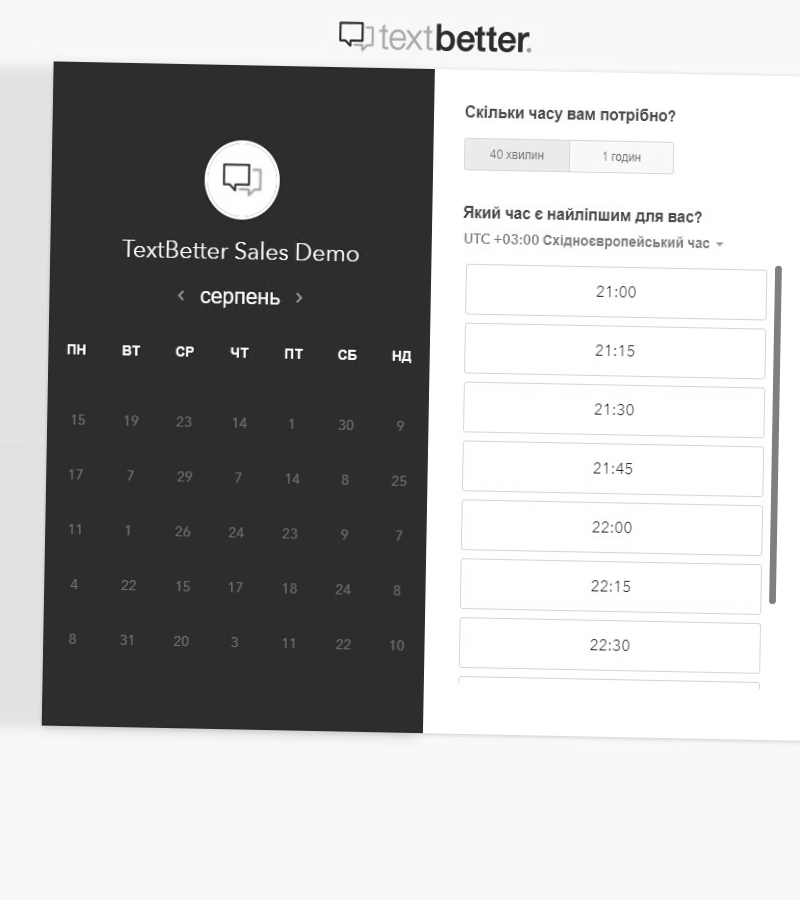 textbetter.
TextBetter Sales Demo
< серпень >
ПН ВТ СР ЧТ ПТ СБ НД
15 19 23 14 1 30 9
17 7 29 7 14 8 25
11 1 26 24 23 9 7
4 22 15 17 18 24 8
8 31 20 3 11 22 10
Скільки часу вам потрібно?
40 хвилин 1 годин
Який час є найліпшим для вас?
UTC +03:00 Східноєвропейський час
21:00
21:15
21:30
21:45
22:00
22:15
22:30